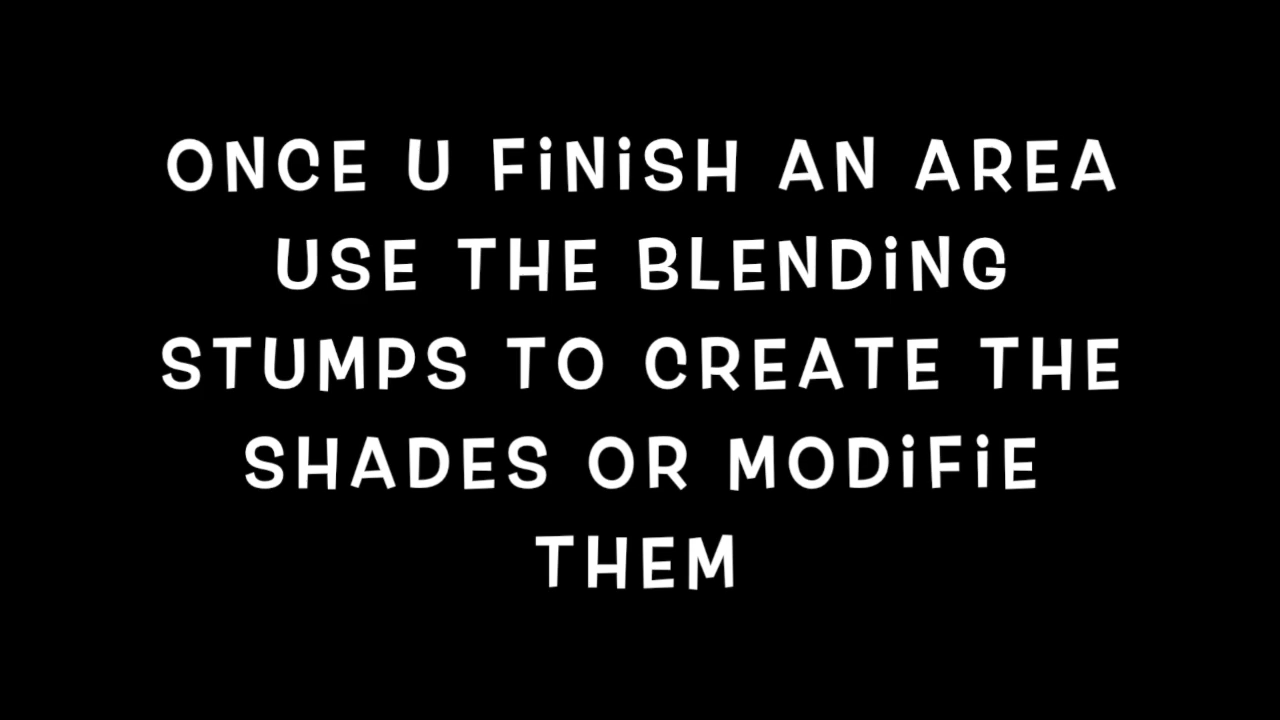 ONCE U FiNiSH AN AREA
USE THE BLENDiNG
STUMPS TO CREATE THE
SHADES OR MODiFiE
THEM